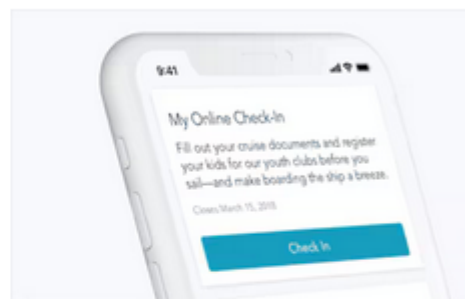 9:41
My Online Check-In
Fill out your cruise documents and register
your kids for our youth clubs before you
sail—and make boarding the ship a breeze.
Closes March 15, 2018
Check In